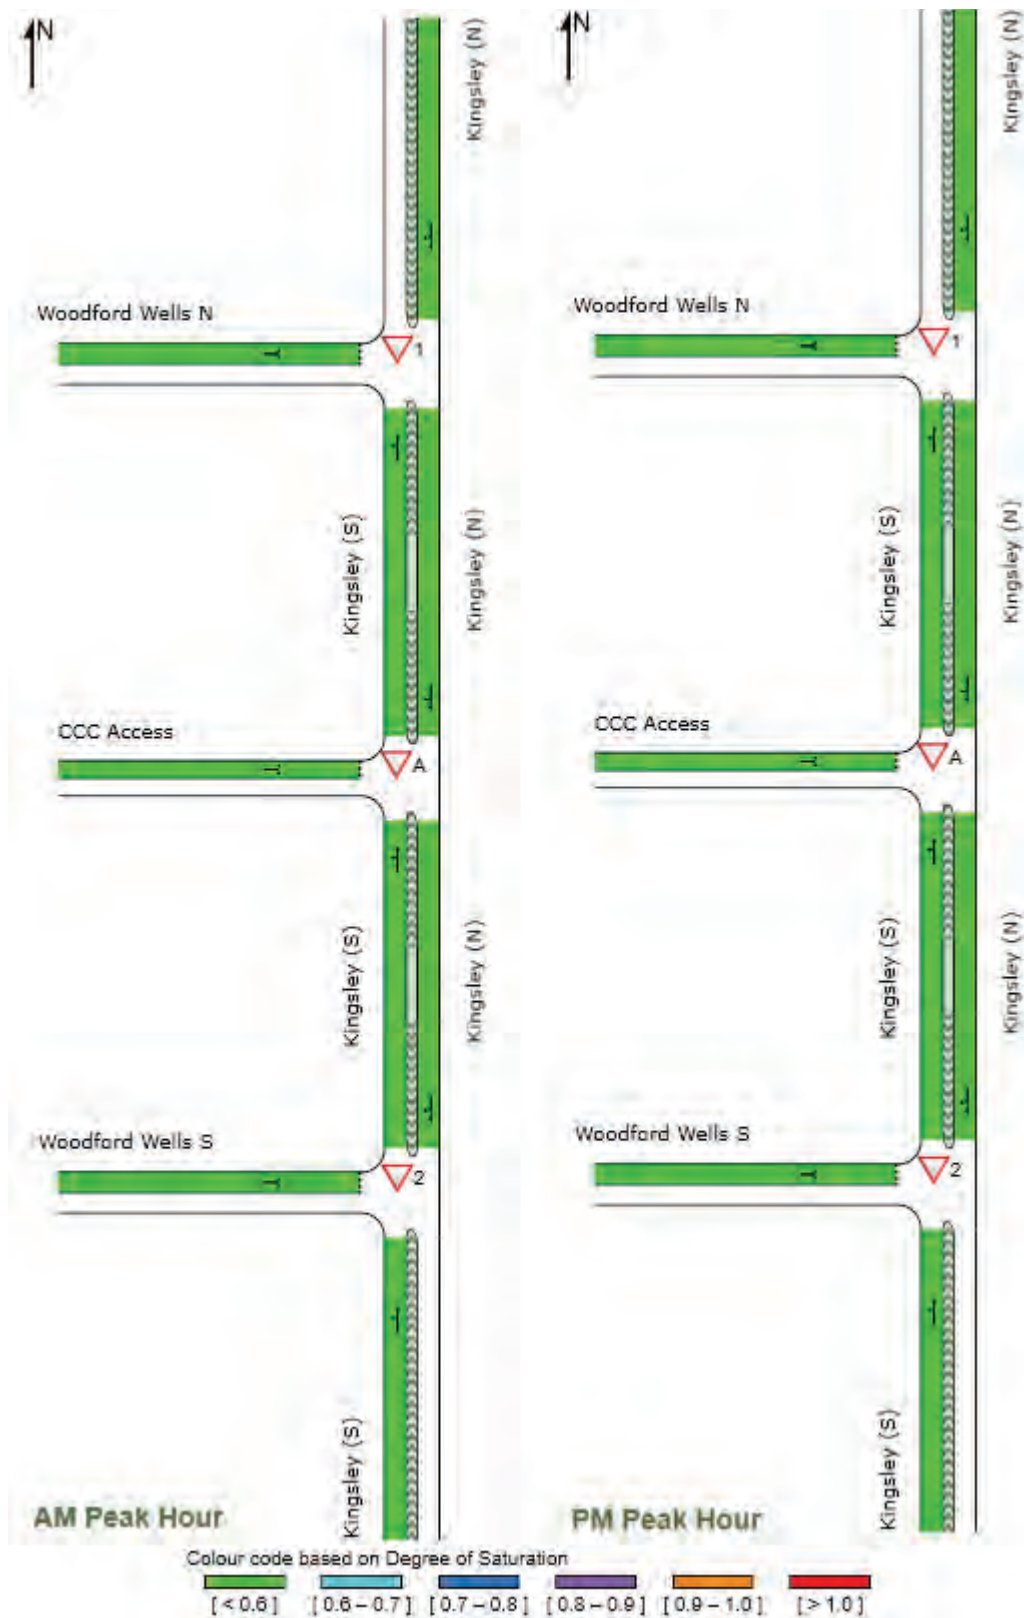 N
Kingsley (N)
Woodford Wells N
1
Kingsley (S)
Kingsley (N)
CCC Access
A
Kingsley (S)
Kingsley (N)
Woodford Wells S
2
Kingsley (S)
AM Peak Hour
N
Kingsley (N)
Woodford Wells N
1
Kingsley (S)
Kingsley (N)
CCC Access
A
Kingsley (S)
Kingsley (N)
Woodford Wells S
2
Kingsley (S)
PM Peak Hour
Colour code based on Degree of Saturation
[ < 0.6 ] [ 0.6 – 0.7 ] [ 0.7 – 0.8 ] [ 0.8 – 0.9 ] [ 0.9 – 1.0 ] [ > 1.0 ]